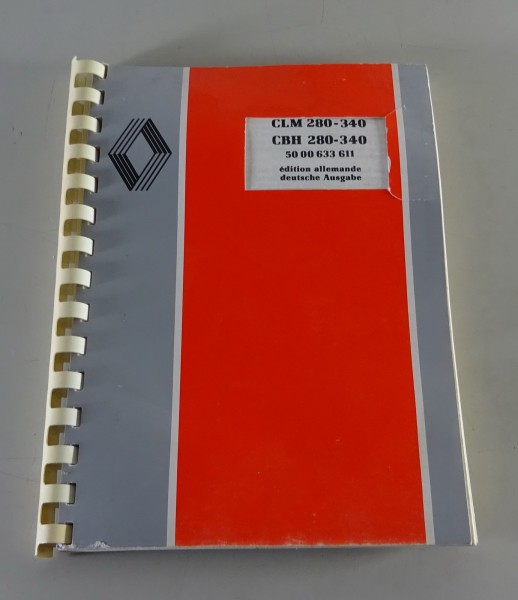 CLM 280-340
CBH 280-340
50 00 633 611
édition allemande
deutsche Ausgabe